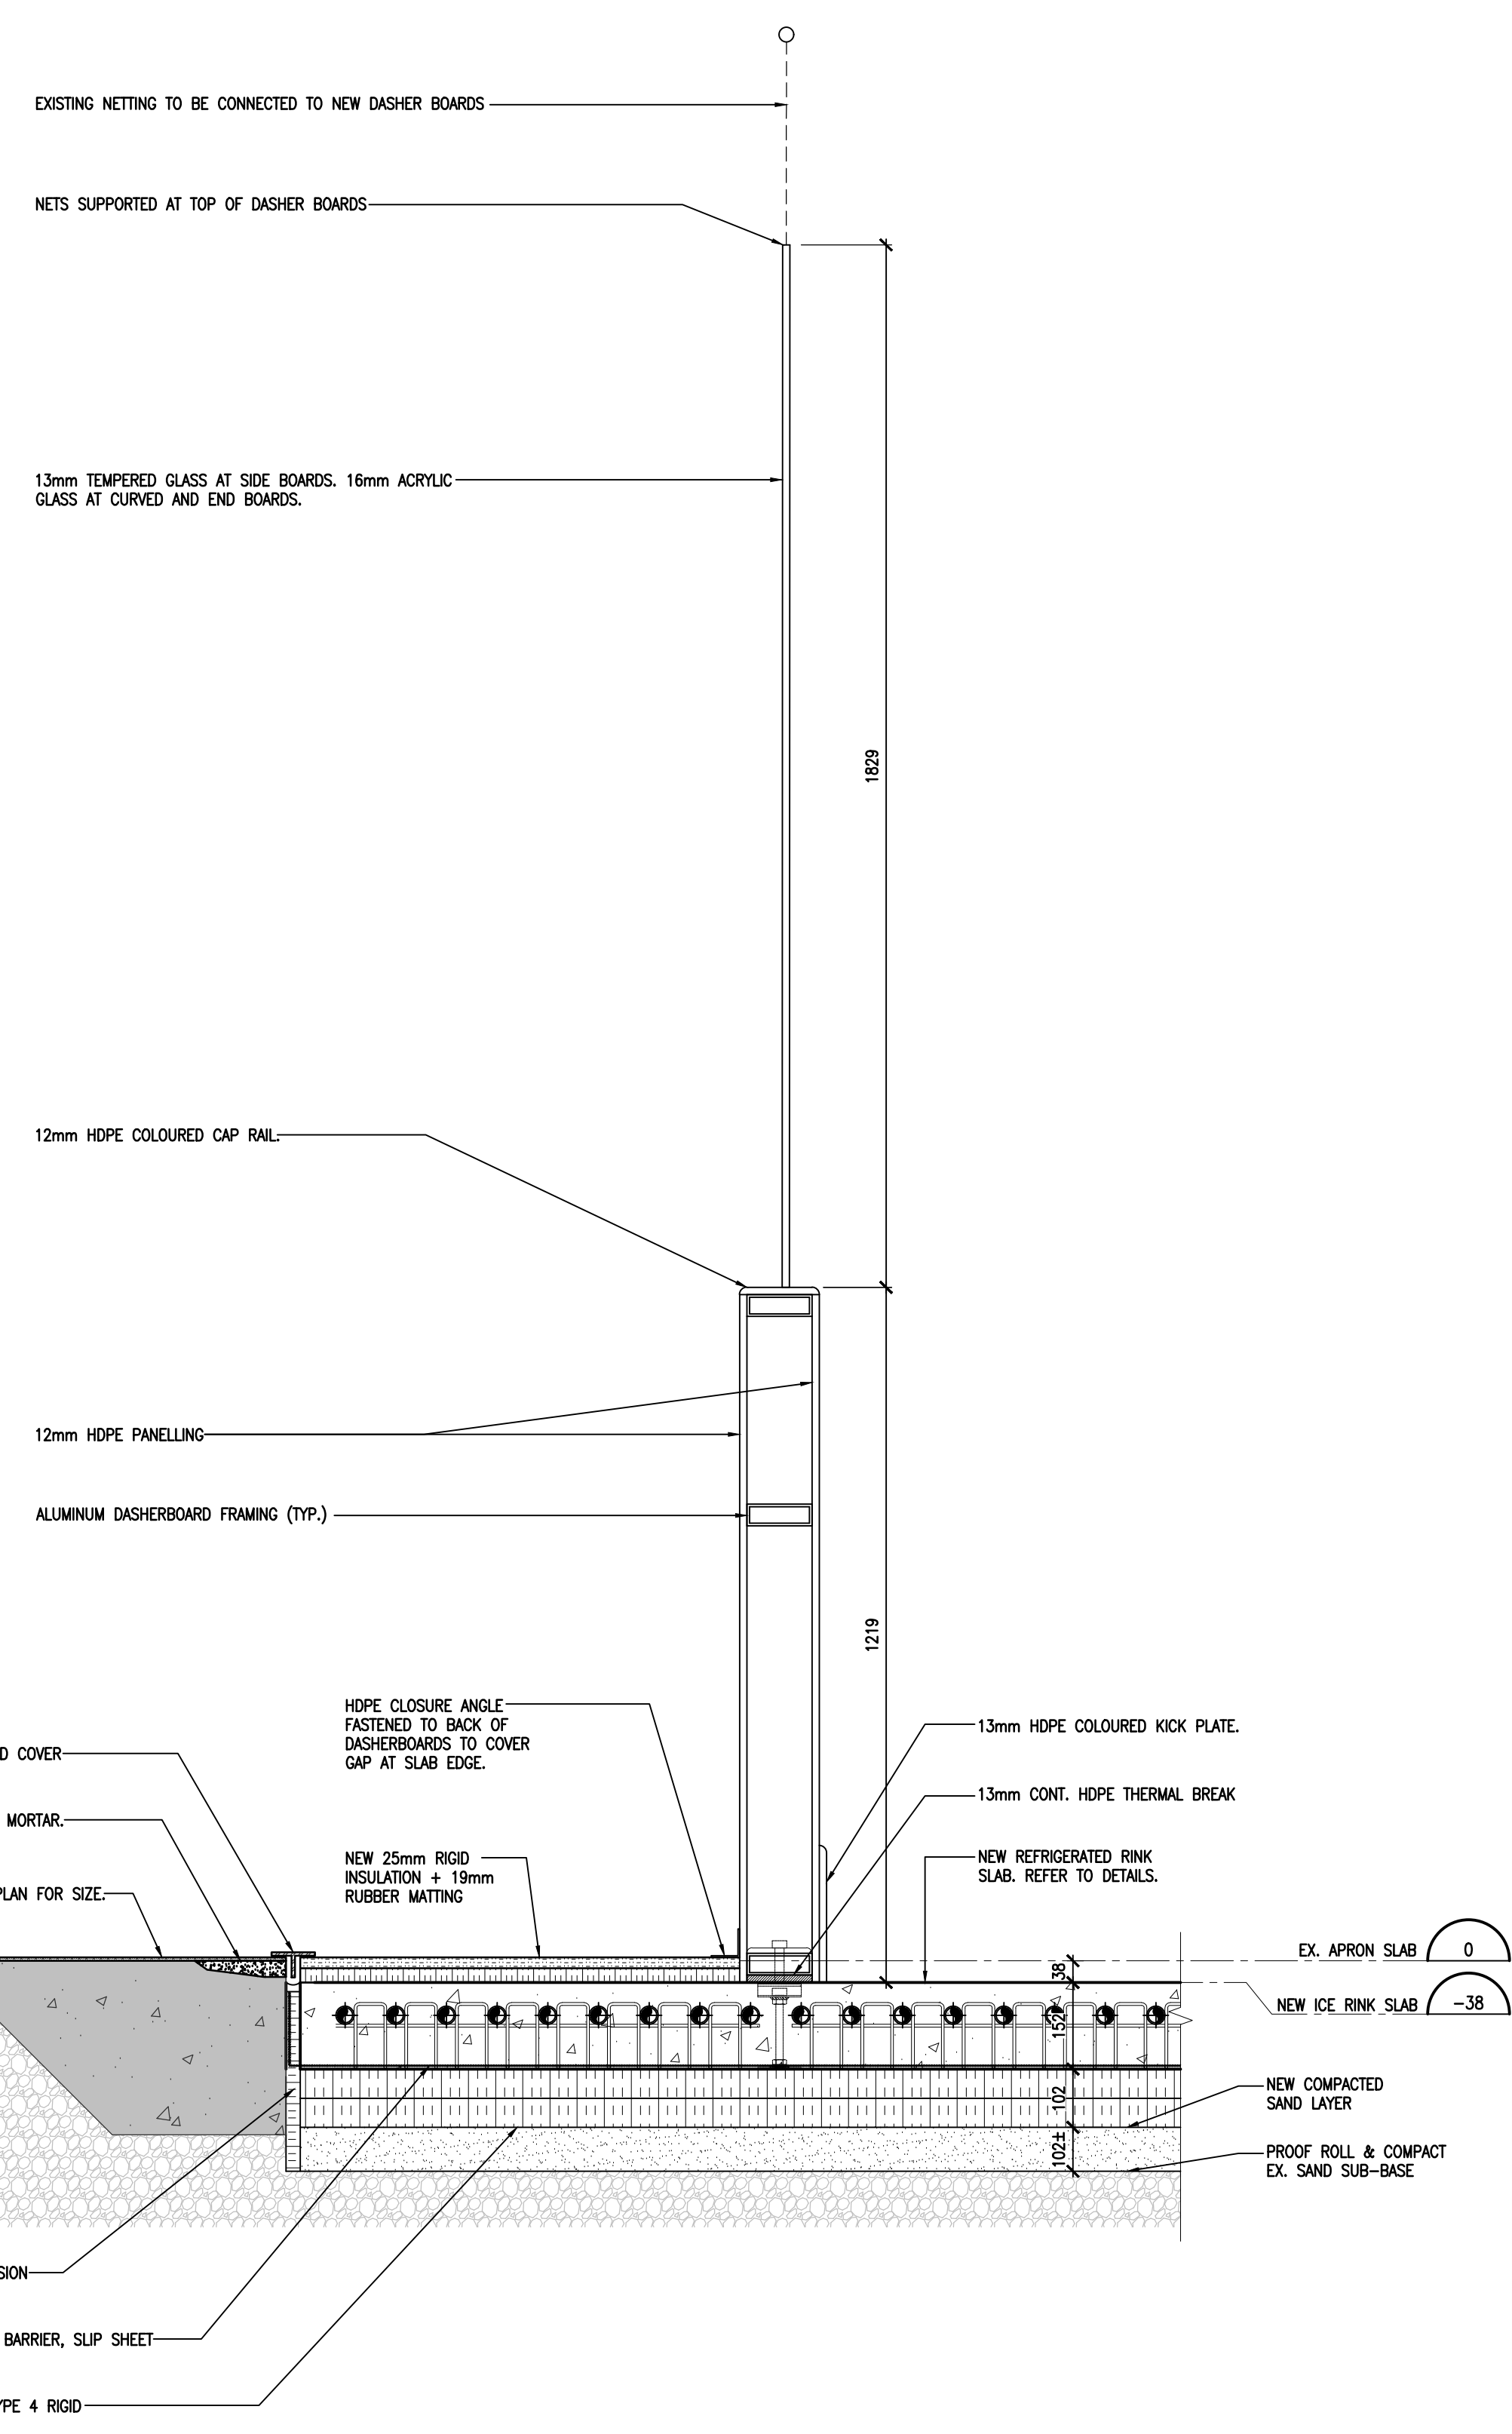 EXISTING NETTING TO BE CONNECTED TO NEW DASHER BOARDS
NETS SUPPORTED AT TOP OF DASHER BOARDS
13mm TEMPERED GLASS AT SIDE BOARDS. 16mm ACRYLIC
GLASS AT CURVED AND END BOARDS.
1829
12mm HDPE COLOURED CAP RAIL.
12mm HDPE PANELLING
ALUMINUM DASHERBOARD FRAMING (TYP.)
1219
HDPE CLOSURE ANGLE
FASTENED TO BACK OF
DASHERBOARDS TO COVER
GAP AT SLAB EDGE.
13mm HDPE COLOURED KICK PLATE.
D COVER
13mm CONT. HDPE THERMAL BREAK
MORTAR.
NEW 25mm RIGID
INSULATION + 19mm
RUBBER MATTING
NEW REFRIGERATED RINK
SLAB. REFER TO DETAILS.
PLAN FOR SIZE.
EX. APRON SLAB 0
38
NEW ICE RINK SLAB -38
152
NEW COMPACTED
SAND LAYER
102
102±
PROOF ROLL & COMPACT
EX. SAND SUB-BASE
SION
BARRIER, SLIP SHEET
YPE 4 RIGID